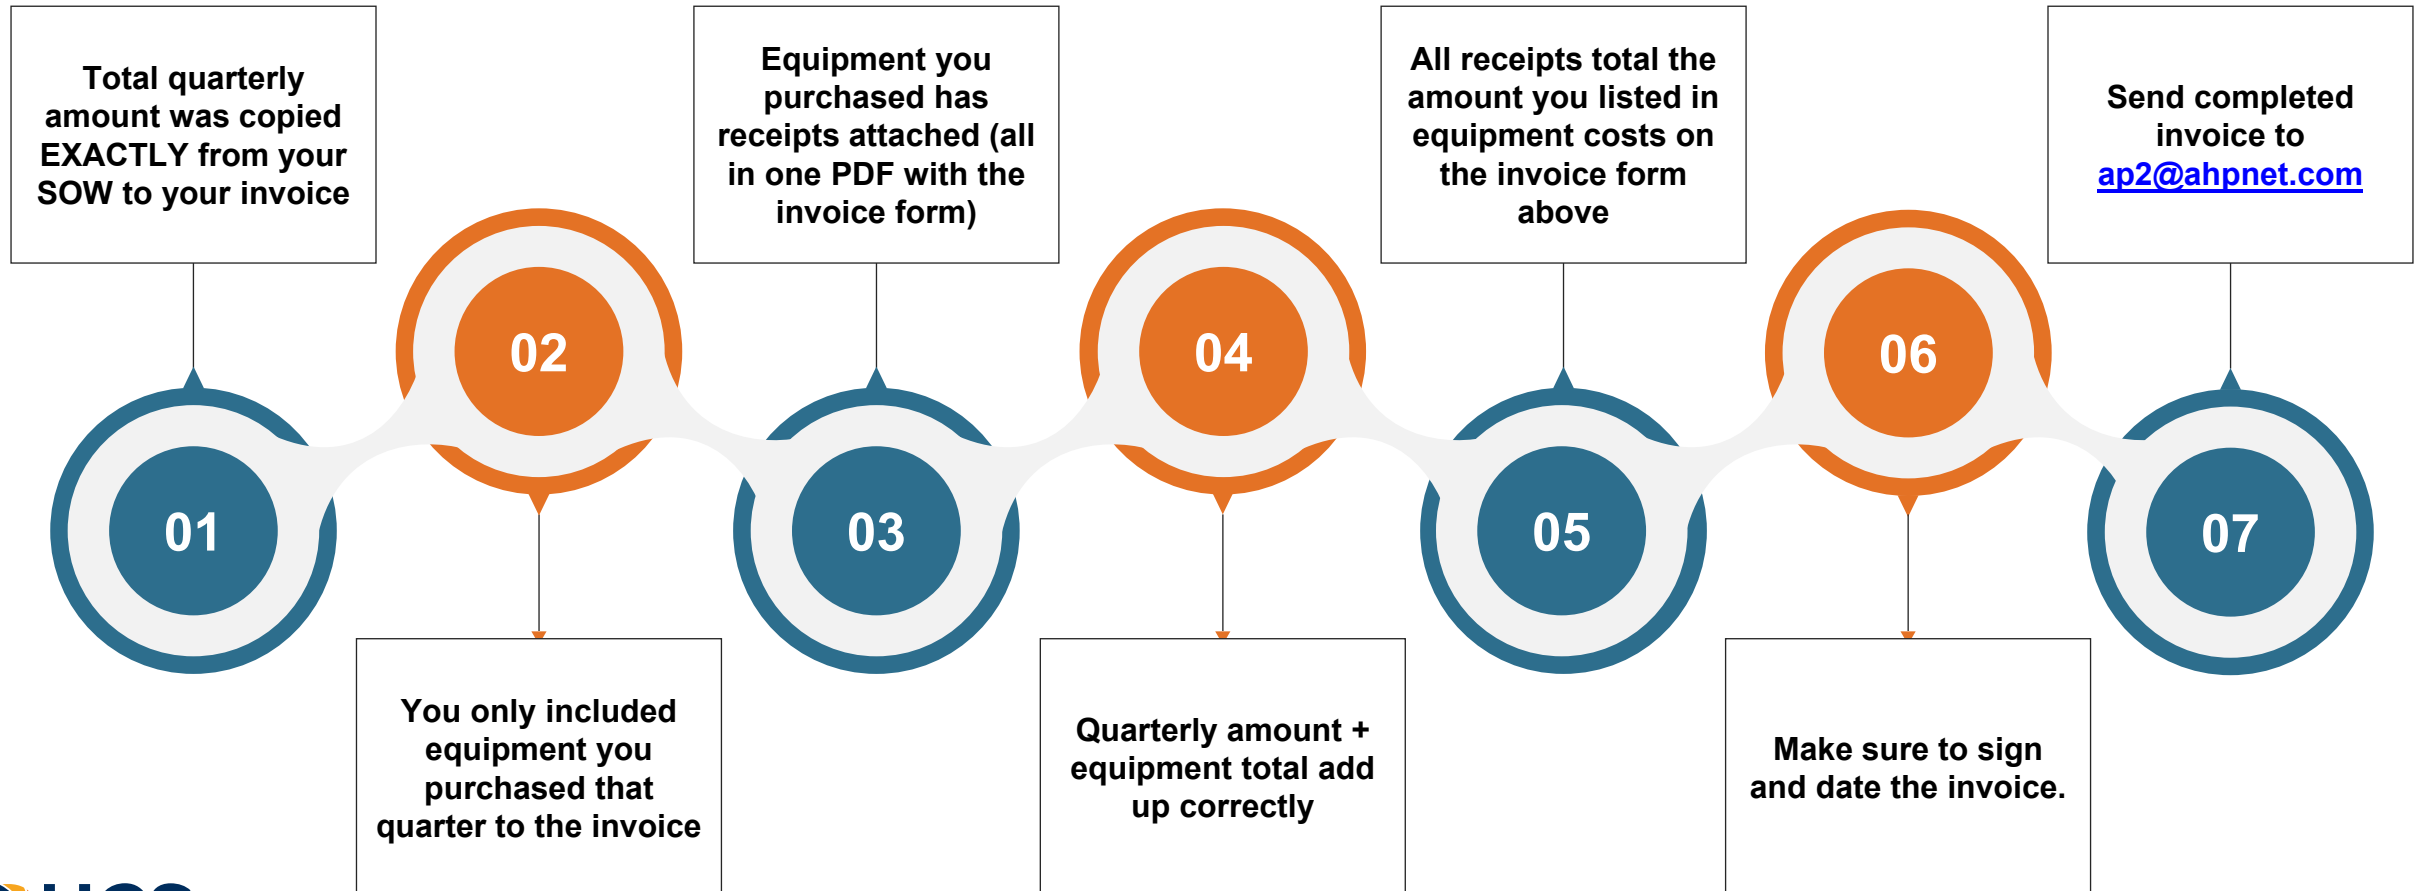 Total quarterly
amount was copied
EXACTLY from your
SOW to your invoice
Equipment you
purchased has
receipts attached (all
in one PDF with the
invoice form)
All receipts total the
amount you listed in
equipment costs on
the invoice form
above
Send completed
invoice to
ap2@ahpnet.com
02
04
06
01
03
05
07
You only included
equipment you
purchased that
quarter to the invoice
Quarterly amount +
equipment total add
up correctly
Make sure to sign
and date the invoice.